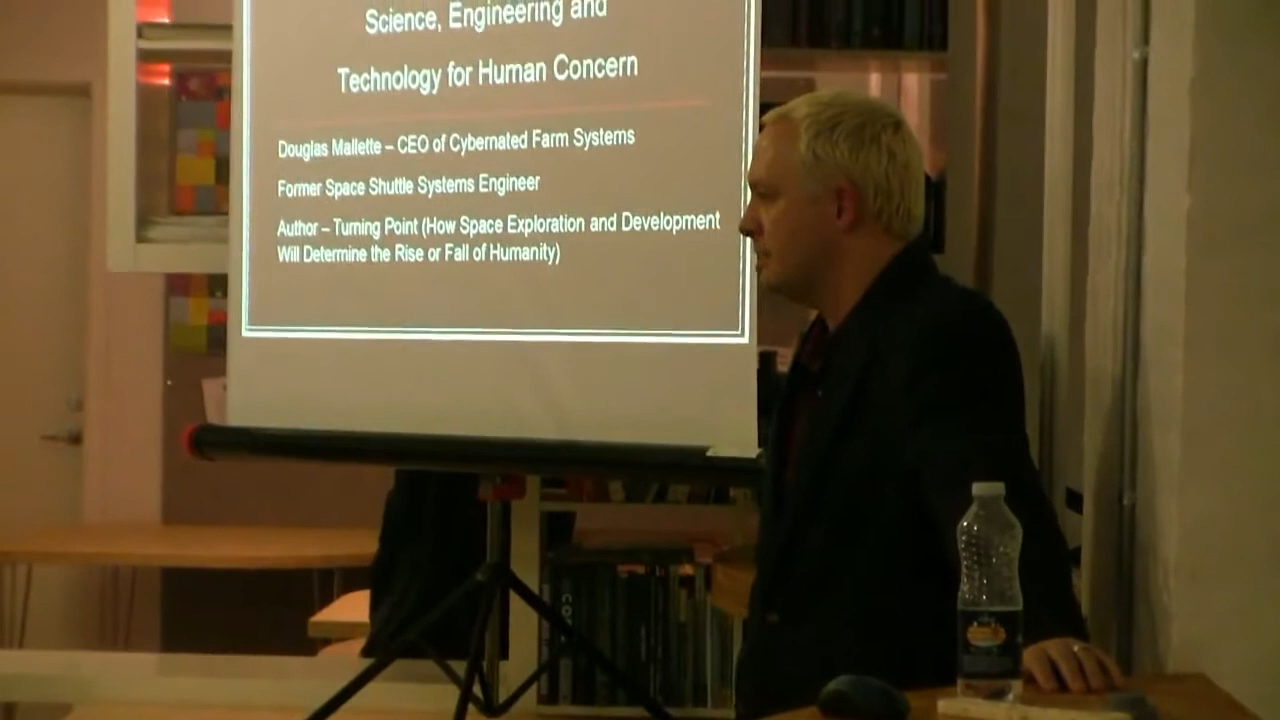 Science, Engineering and
Technology for Human Concern
Douglas Mallette – CEO of Cybernated Farm Systems
Former Space Shuttle Systems Engineer
Author – Turning Point (How Space Exploration and Development
Will Determine the Rise or Fall of Humanity)